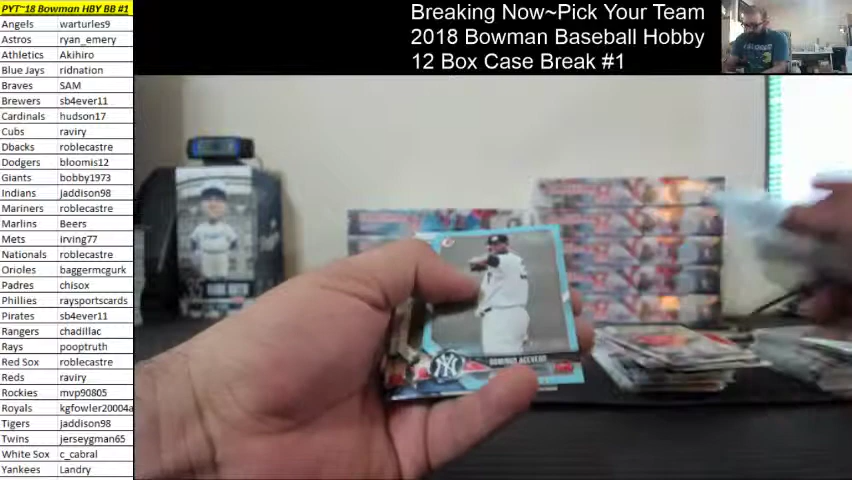 PYT~18 Bowman HBY BB #1
Angels warturles9
Astros ryan_emery
Athletics Akihiro
Blue Jays ridnation
Braves SAM
Brewers sb4ever11
Cardinals hudson17
Cubs raviry
Dbacks roblecastre
Dodgers bloomis12
Giants bobby1973
Indians jaddison98
Mariners roblecastre
Marlins Beers
Mets irving77
Nationals roblecastre
Orioles baggermcgurk
Padres chisox
Phillies raysportscards
Pirates sb4ever11
Rangers chadillac
Rays pooptruth
Red Sox roblecastre
Reds raviry
Rockies mvp90805
Royals kgfowler20004a
Tigers jaddison98
Twins jerseygman65
White Sox c_cabral
Yankees Landry
Breaking Now~Pick Your Team
2018 Bowman Baseball Hobby
12 Box Case Break #1
ACEVEDO